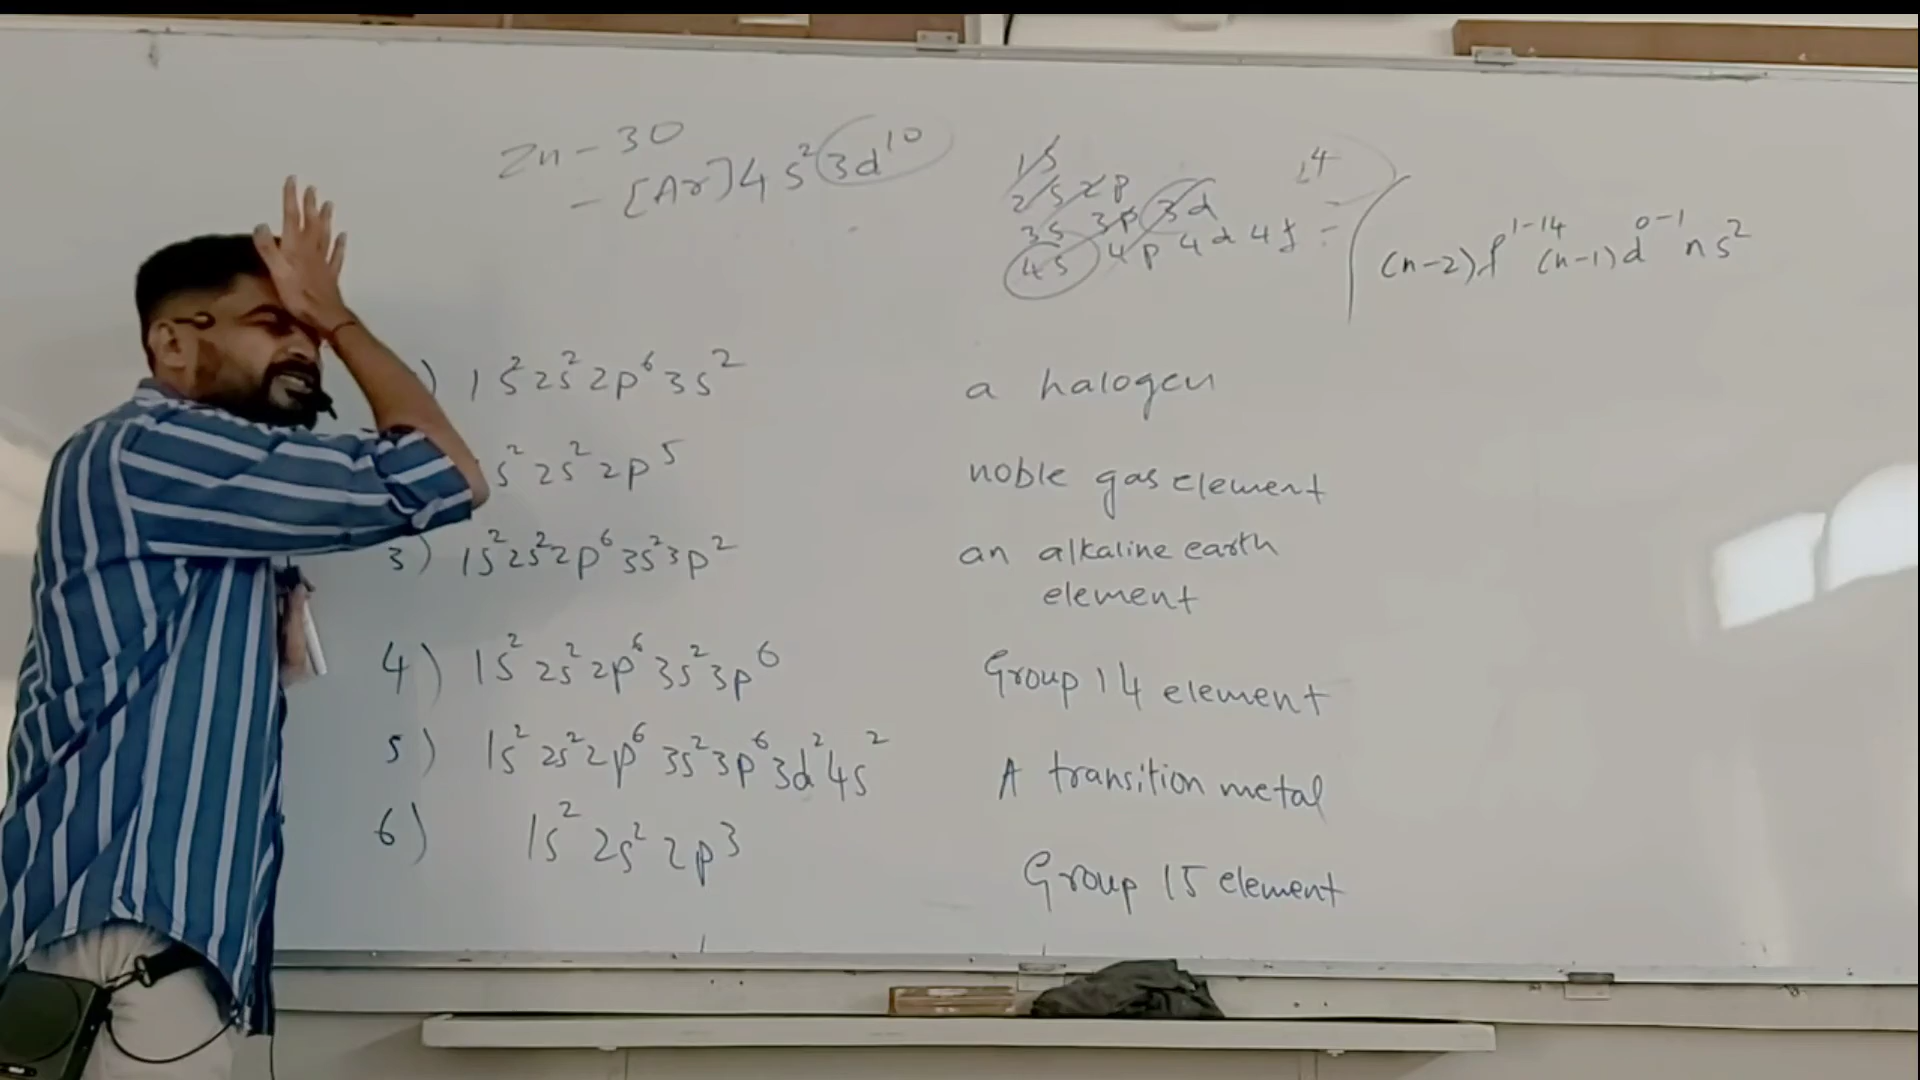 Zn - 30
- [Ar] 4s² 3d¹⁰
1s
2s 2p
3s 3p 3d
4s 4p 4d 4f
14
(n-2)f¹⁻¹⁴ (n-1)d⁰⁻¹ ns²
) 1s² 2s² 2p⁶ 3s²
a halogen
s² 2s² 2p⁵
noble gas element
3) 1s² 2s² 2p⁶ 3s² 3p²
an alkaline earth
element
4) 1s² 2s² 2p⁶ 3s² 3p⁶
Group 14 element
5) 1s² 2s² 2p⁶ 3s² 3p⁶ 3d² 4s²
A transition metal
6) 1s² 2s² 2p³
Group 15 element